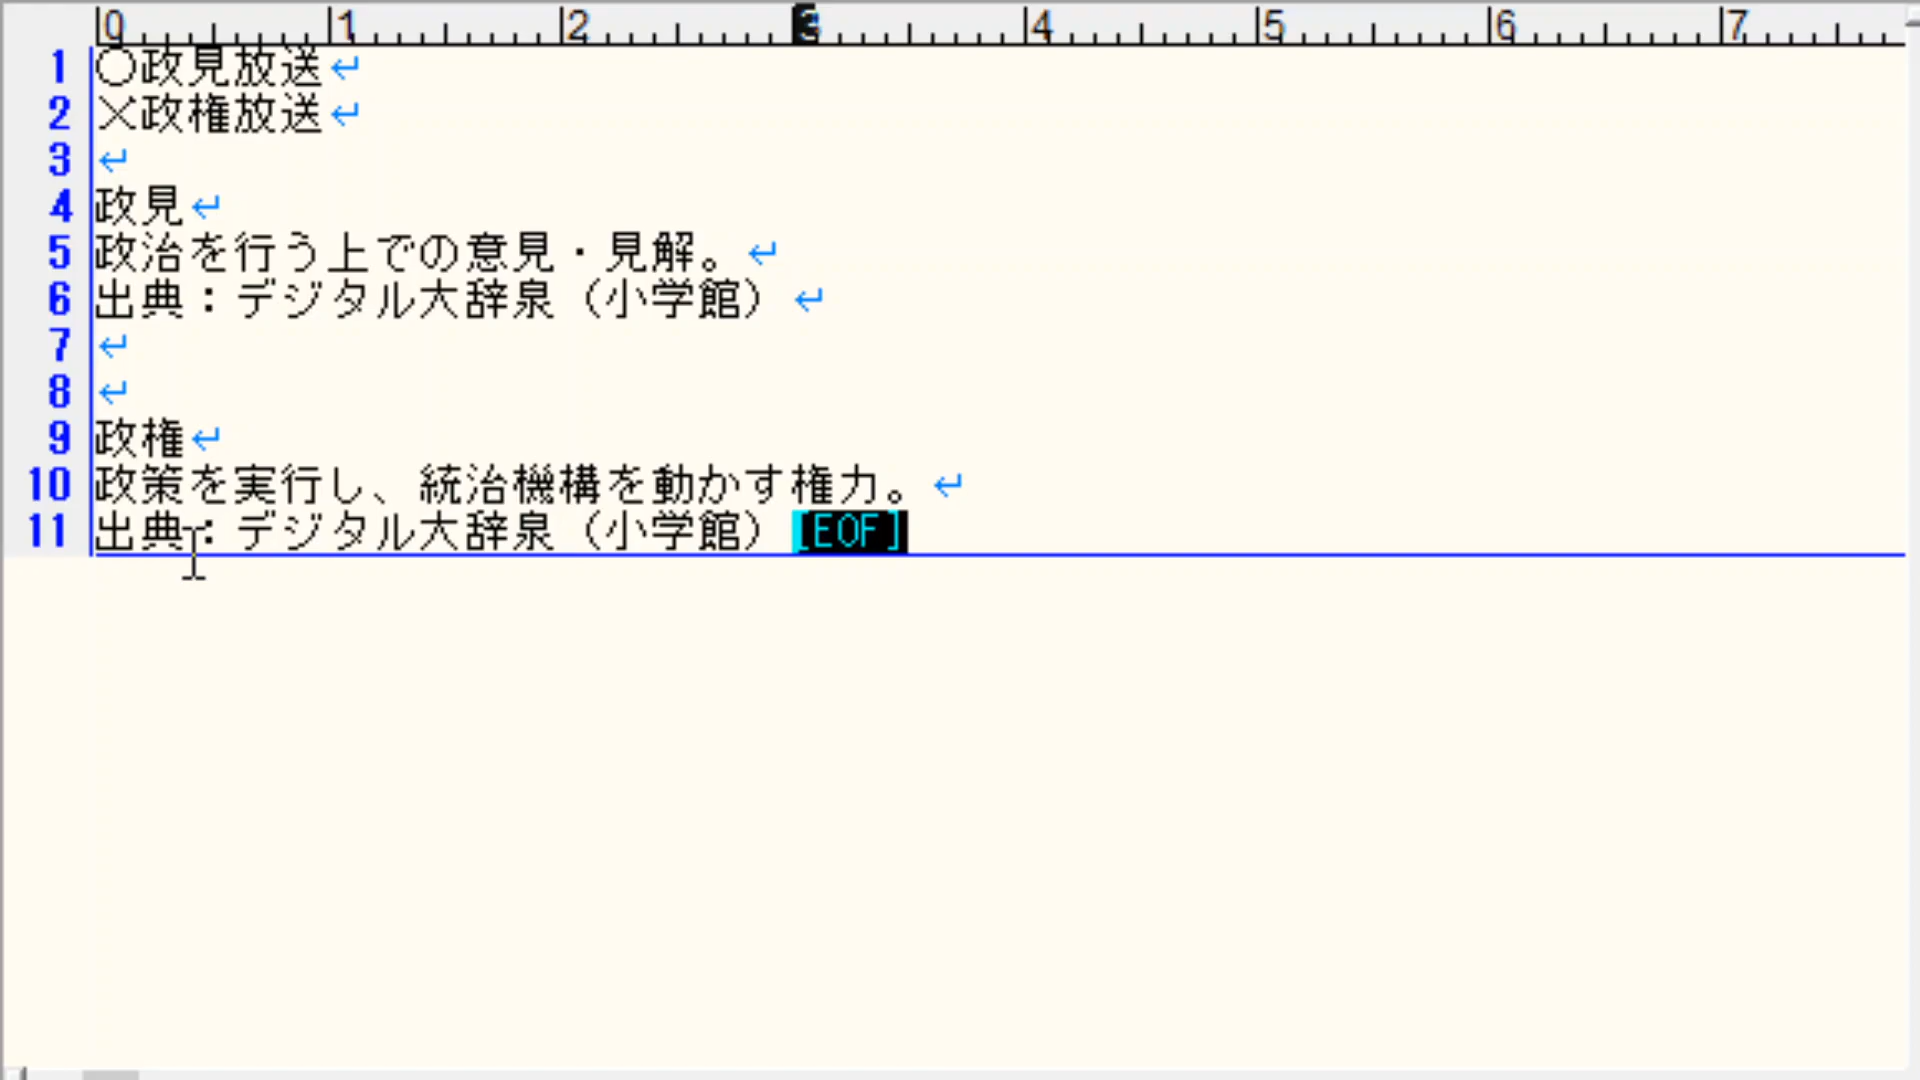 0 1 2 3 4 5 6 7
1 ○政見放送↵
2 ×政権放送↵
3 ↵
4 政見↵
5 政治を行う上での意見・見解。↵
6 出典：デジタル大辞泉（小学館）↵
7 ↵
8 ↵
9 政権↵
10 政策を実行し、統治機構を動かす権力。↵
11 出典：デジタル大辞泉（小学館）[EOF]